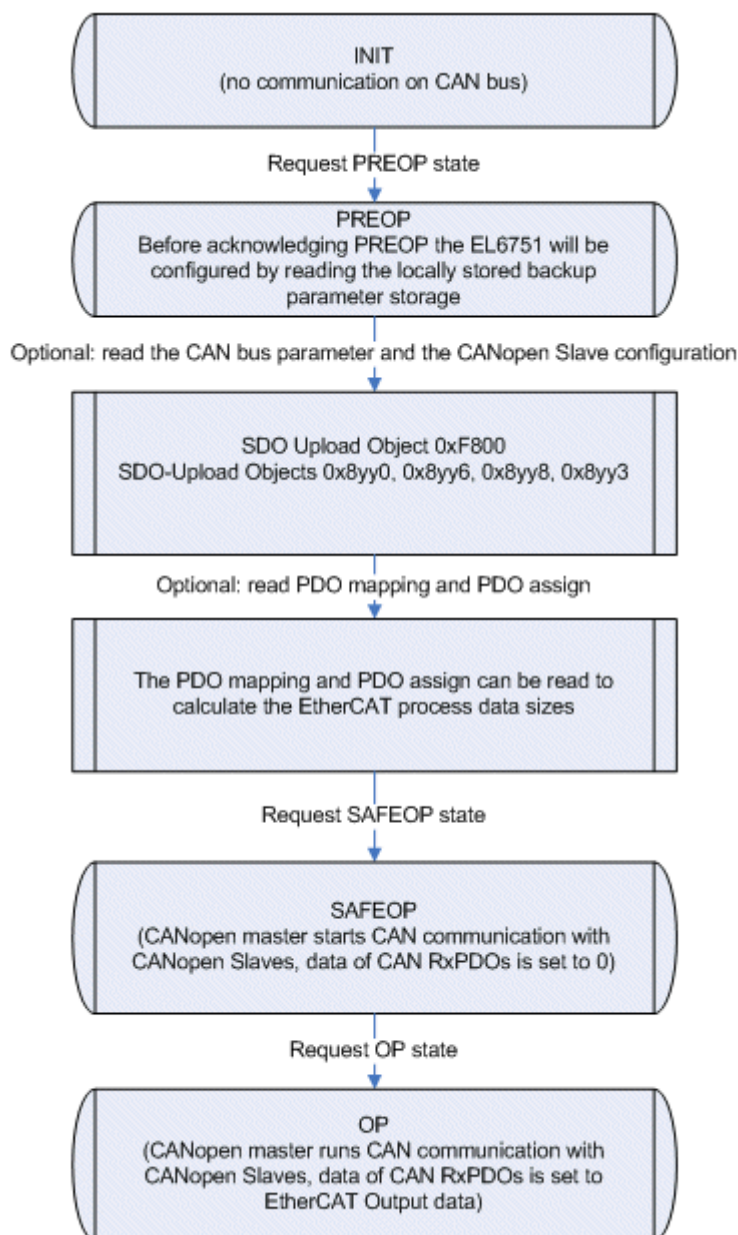 INIT
(no communication on CAN bus)
Request PREOP state
PREOP
Before acknowledging PREOP the EL6751 will be
configured by reading the locally stored backup
parameter storage
Optional: read the CAN bus parameter and the CANopen Slave configuration
SDO Upload Object 0xF800
SDO-Upload Objects 0x8yy0, 0x8yy6, 0x8yy8, 0x8yy3
Optional: read PDO mapping and PDO assign
The PDO mapping and PDO assign can be read to
calculate the EtherCAT process data sizes
Request SAFEOP state
SAFEOP
(CANopen master starts CAN communication with
CANopen Slaves, data of CAN RxPDOs is set to 0)
Request OP state
OP
(CANopen master runs CAN communication with
CANopen Slaves, data of CAN RxPDOs is set to
EtherCAT Output data)